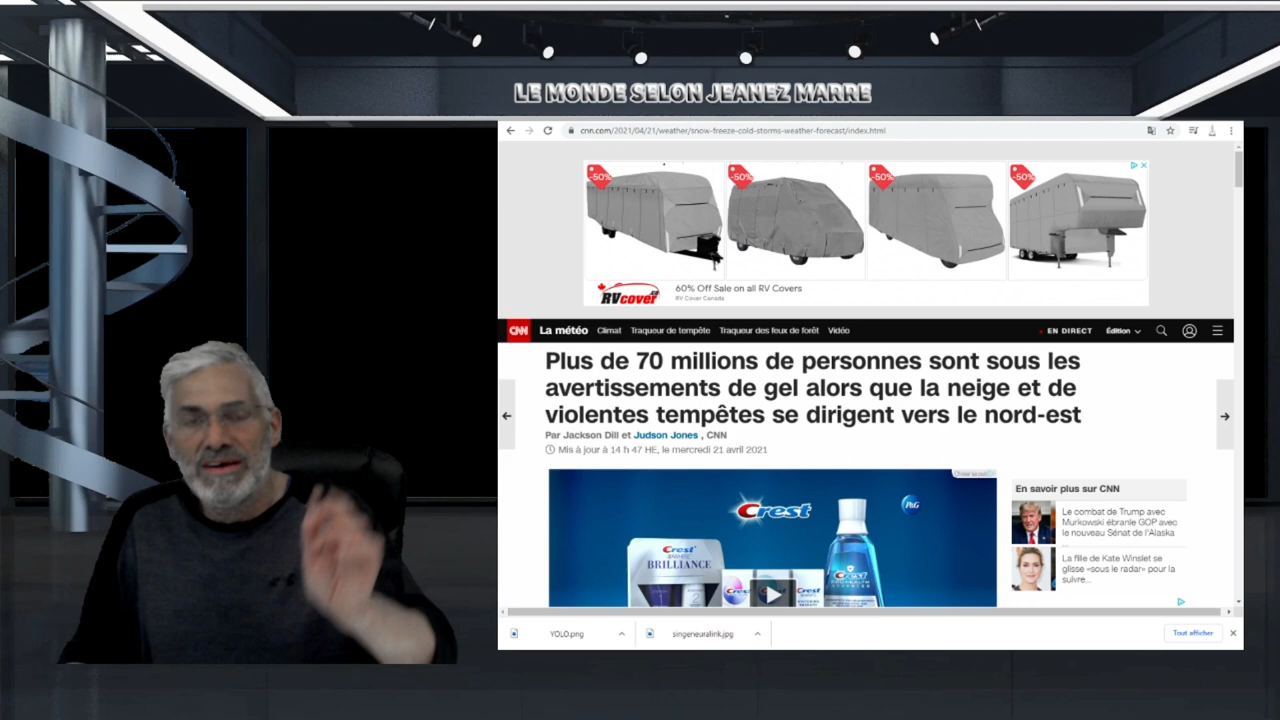 LE MONDE SELON JEANEZ MARRE
cnn.com/2021/04/21/weather/snow-freeze-cold-storms-weather-forecast/index.html
-50% -50% -50% -50%
RVcover.ca
60% Off Sale on all RV Covers
RV Cover Canada
CNN La météo Climat Traqueur de tempête Traqueur des feux de forêt Vidéo EN DIRECT Édition
Plus de 70 millions de personnes sont sous les
avertissements de gel alors que la neige et de
violentes tempêtes se dirigent vers le nord-est
Par Jackson Dill et Judson Jones , CNN
Mis à jour à 14 h 47 HE, le mercredi 21 avril 2021
Crest
P&G
Crest
BRILLIANCE
Crest
Crest
Crest
En savoir plus sur CNN
Le combat de Trump avec
Murkowski ébranle GOP avec
le nouveau Sénat de l'Alaska
La fille de Kate Winslet se
glisse «sous le radar» pour la
suivre...
YOLO.png
singeneuralink.jpg
Tout afficher